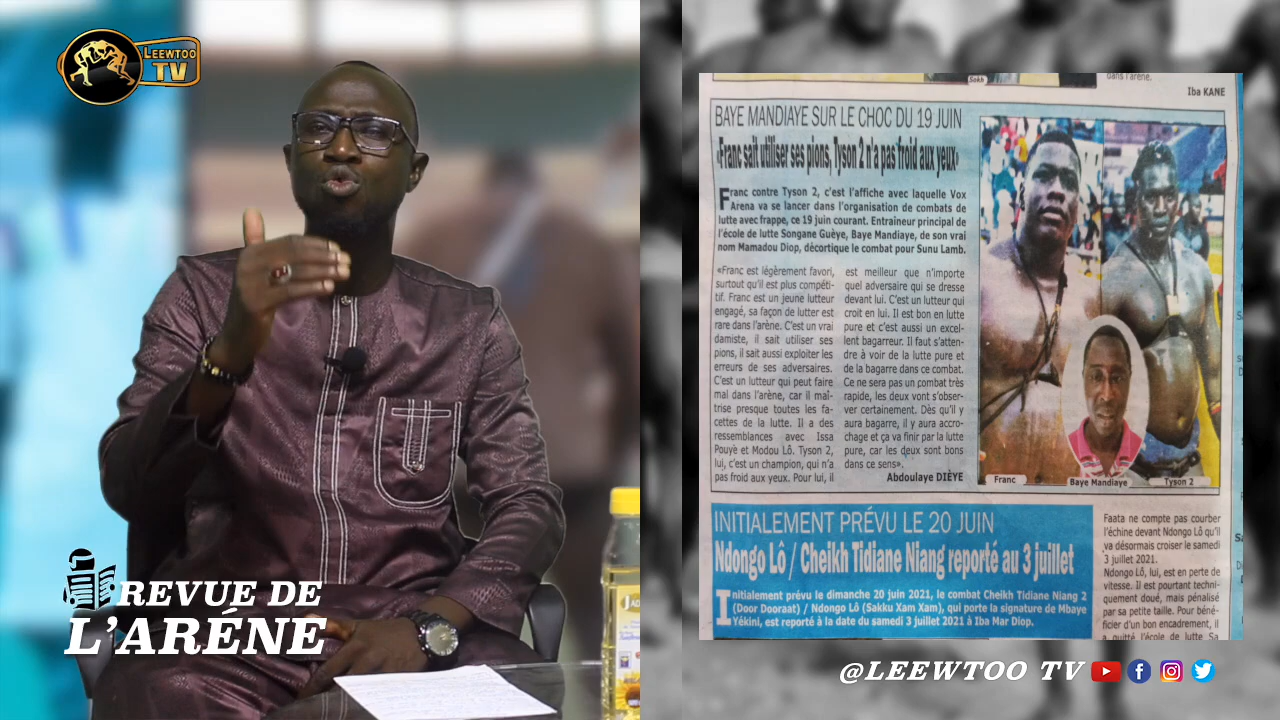 LEEWTOO
TV
REVUE DE
L'ARÉNE
Sokh
dans l'arène.
Iba KANE
BAYE MANDIAYE SUR LE CHOC DU 19 JUIN
«Franc sait utiliser ses pions, Tyson 2 n'a pas froid aux yeux»
Franc contre Tyson 2, c'est l'affiche avec laquelle Vox
Arena va se lancer dans l'organisation de combats de
lutte avec frappe, ce 19 juin courant. Entraîneur principal de
l'école de lutte Songane Guèye, Baye Mandiaye, de son vrai
nom Mamadou Diop, décortique le combat pour Sunu Lamb.
«Franc est légèrement favori,
surtout qu'il est plus compéti-
tif. Franc est un jeune lutteur
engagé, sa façon de lutter est
rare dans l'arène. C'est un vrai
damiste, il sait utiliser ses
pions, il sait aussi exploiter les
erreurs de ses adversaires.
C'est un lutteur qui peut faire
mal dans l'arène, car il maî-
trise presque toutes les fa-
cettes de la lutte. Il a des
ressemblances avec Issa
Pouyè et Modou Lô. Tyson 2,
lui, c'est un champion, qui n'a
pas froid aux yeux. Pour lui, il
est meilleur que n'importe
quel adversaire qui se dresse
devant lui. C'est un lutteur qui
croit en lui. Il est bon en lutte
pure et c'est aussi un excel-
lent bagarreur. Il faut s'atten-
dre à voir de la lutte pure et
de la bagarre dans ce combat.
Ce ne sera pas un combat très
rapide, les deux vont s'obser-
ver certainement. Dès qu'il y
aura bagarre, il y aura accro-
chage et ça va finir par la lutte
pure, car les deux sont bons
dans ce sens».
Abdoulaye DIÈYE
Franc
Baye Mandiaye
Tyson 2
INITIALEMENT PRÉVU LE 20 JUIN
Ndongo Lô / Cheikh Tidiane Niang reporté au 3 juillet
Initialement prévu le dimanche 20 juin 2021, le combat Cheikh Tidiane Niang 2
(Door Dooraat) / Ndongo Lô (Sakku Xam Xam), qui porte la signature de Mbaye
Yékini, est reporté à la date du samedi 3 juillet 2021 à Iba Mar Diop.
Faata ne compte pas courber
l'échine devant Ndongo Lô qu'il
va désormais croiser le samedi
3 juillet 2021.
Ndongo Lô, lui, est en perte de
vitesse. Il est pourtant techni-
quement doué, mais pénalisé
par sa petite taille. Pour béné-
ficier d'un bon encadrement, il
a quitté l'école de lutte Sa
@LEEWTOO TV